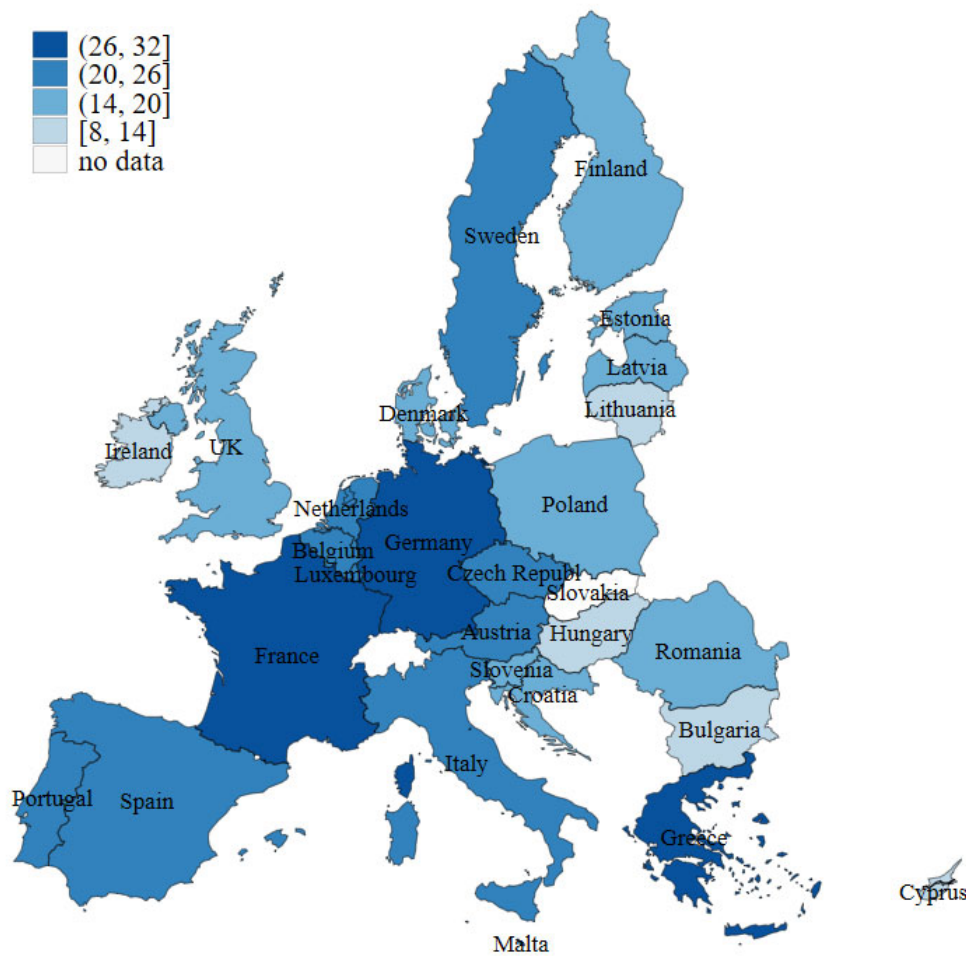 (26, 32]
(20, 26]
(14, 20]
[8, 14]
no data
Finland
Sweden
Estonia
Latvia
Lithuania
Denmark
Ireland
UK
Netherlands
Poland
Belgium
Germany
Luxembourg
Czech Republ
Slovakia
Austria
Hungary
France
Slovenia
Romania
Croatia
Bulgaria
Italy
Portugal
Spain
Greece
Cyprus
Malta